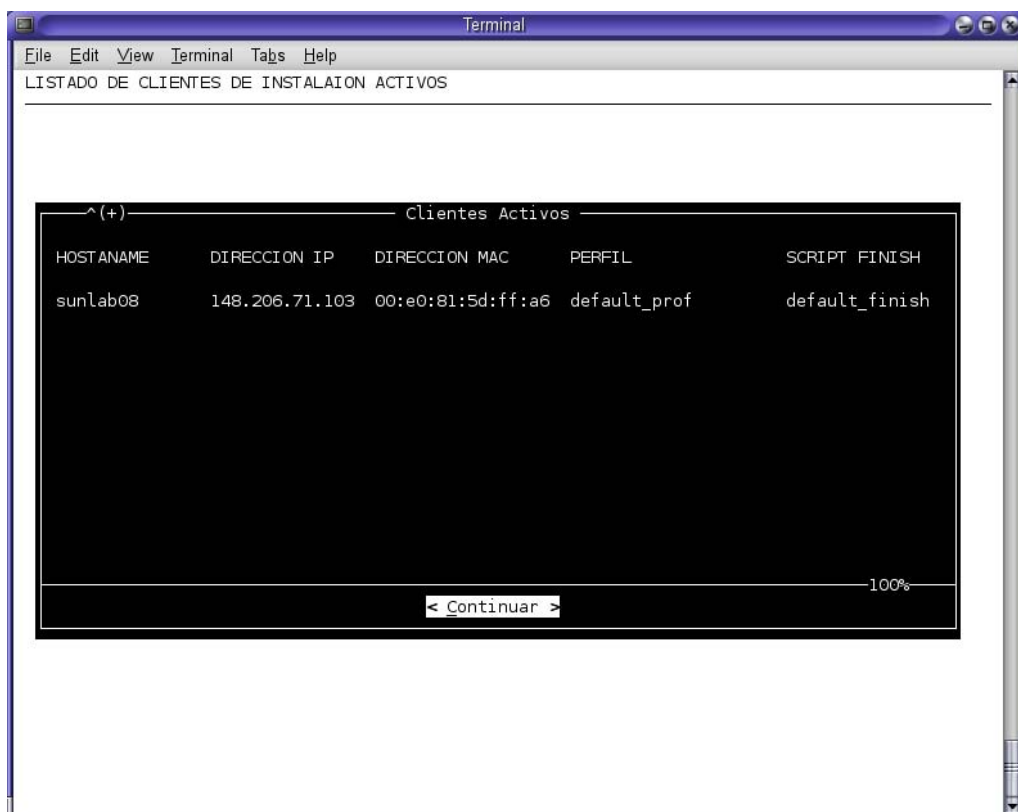 Terminal
File Edit View Terminal Tabs Help
LISTADO DE CLIENTES DE INSTALAION ACTIVOS
^(+) Clientes Activos
HOSTANAME DIRECCION IP DIRECCION MAC PERFIL SCRIPT FINISH
sunlab08 148.206.71.103 00:e0:81:5d:ff:a6 default_prof default_finish
100%
< Continuar >